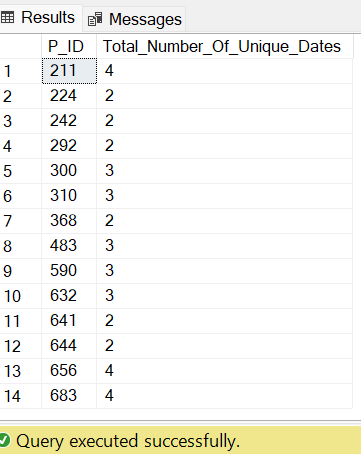 Results Messages
P_ID Total_Number_Of_Unique_Dates
1 211 4
2 224 2
3 242 2
4 292 2
5 300 3
6 310 3
7 368 2
8 483 3
9 590 3
10 632 3
11 641 2
12 644 2
13 656 4
14 683 4
Query executed successfully.